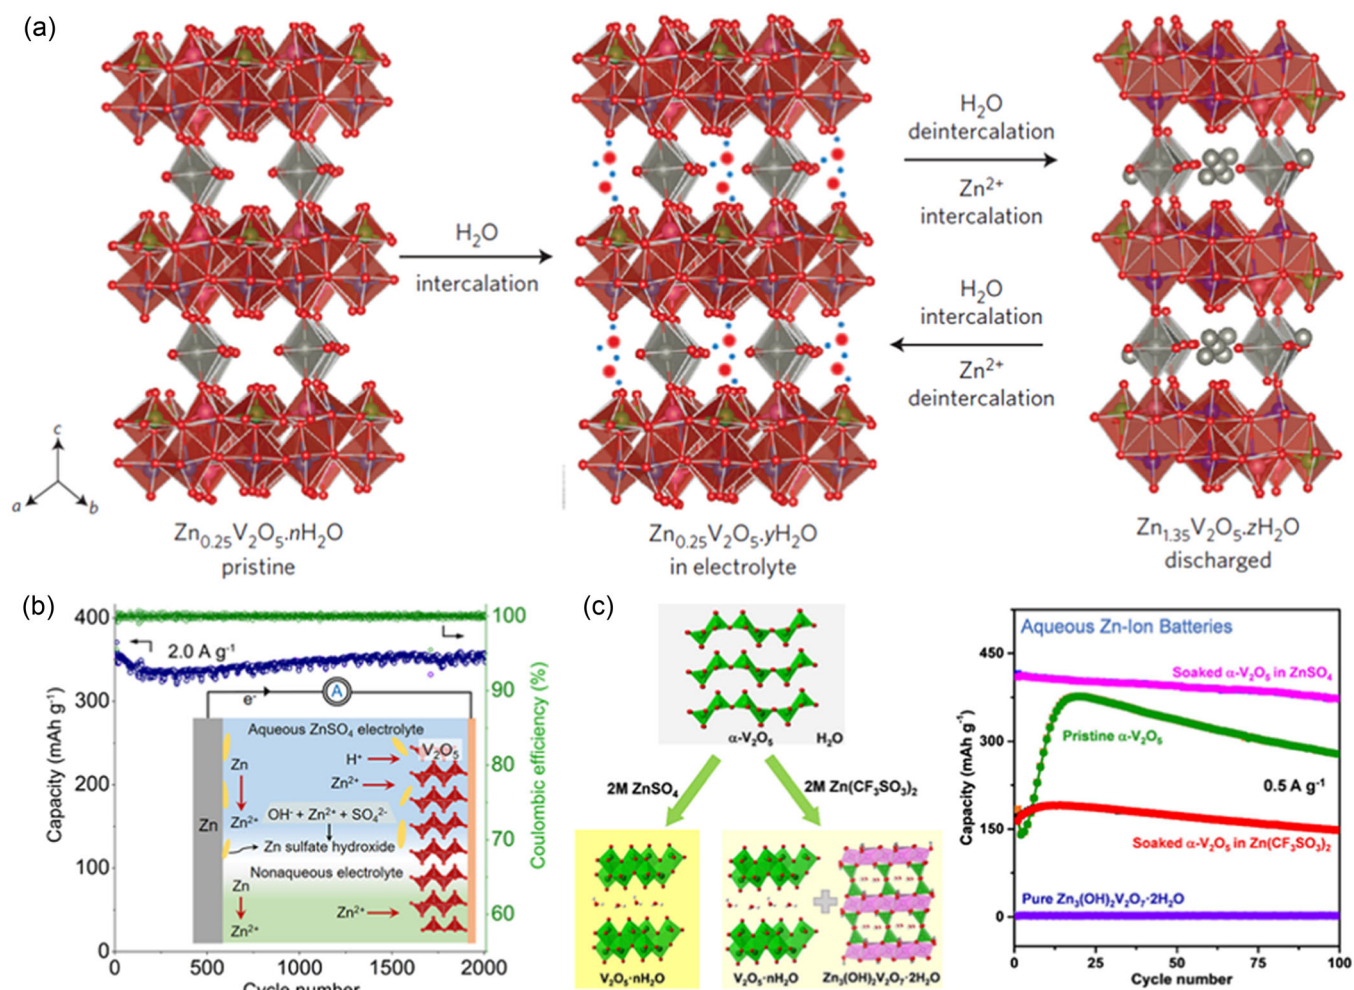 (a)
H₂O
intercalation
H₂O
deintercalation
Zn²⁺
intercalation
H₂O
intercalation
Zn²⁺
deintercalation
c
a
b
Zn₀.₂₅V₂O₅.nH₂O
pristine
Zn₀.₂₅V₂O₅.yH₂O
in electrolyte
Zn₁.₃₅V₂O₅.zH₂O
discharged
(b)
400
300
200
100
0
Capacity (mAh g⁻¹)
2.0 A g⁻¹
e⁻
A
Aqueous ZnSO₄ electrolyte
V₂O₅
H⁺
Zn
Zn²⁺
OH⁻ + Zn²⁺ + SO₄²⁻
Zn
Zn²⁺
Zn sulfate hydroxide
Nonaqueous electrolyte
Zn
Zn²⁺
Zn²⁺
100
90
80
70
60
Coulombic efficiency (%)
0
500
1000
1500
2000
Cycle number
(c)
α-V₂O₅
H₂O
2M ZnSO₄
2M Zn(CF₃SO₃)₂
V₂O₅·nH₂O
V₂O₅·nH₂O
Zn₃(OH)₂V₂O₇·2H₂O
Aqueous Zn-Ion Batteries
450
300
150
0
Capacity (mAh g⁻¹)
Soaked α-V₂O₅ in ZnSO₄
Pristine α-V₂O₅
0.5 A g⁻¹
Soaked α-V₂O₅ in Zn(CF₃SO₃)₂
Pure Zn₃(OH)₂V₂O₇·2H₂O
0
25
50
75
100
Cycle number